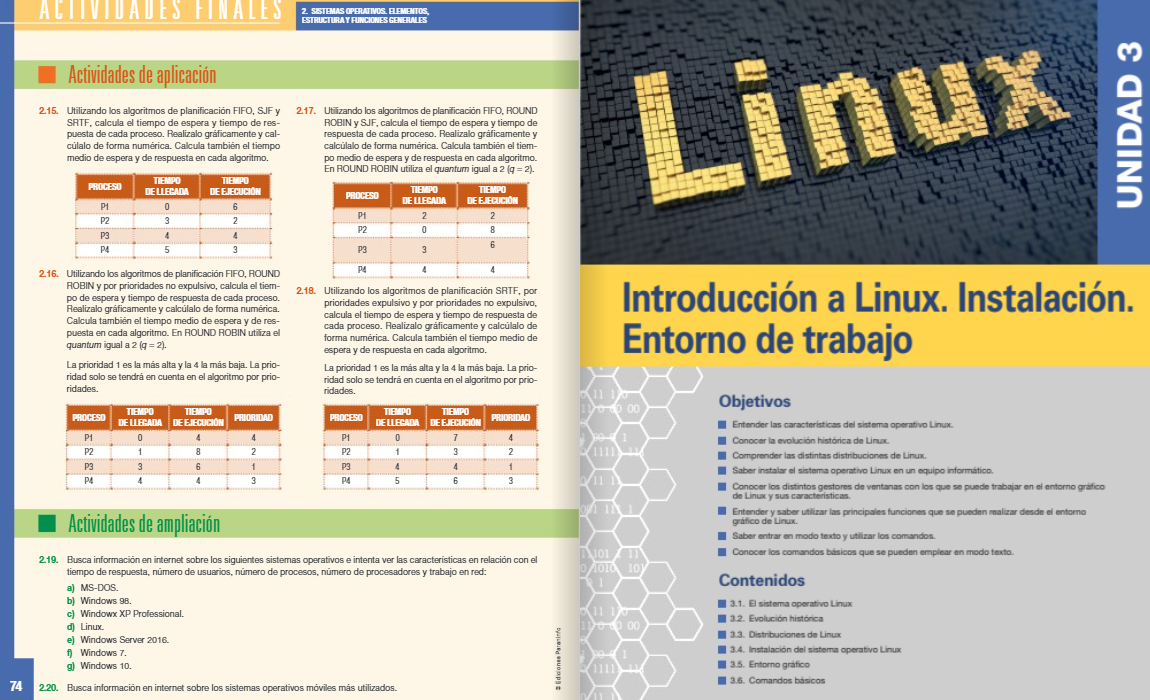 ACTIVIDADES FINALES
2. SISTEMAS OPERATIVOS. ELEMENTOS,
ESTRUCTURA Y FUNCIONES GENERALES
Actividades de aplicación
2.15. Utilizando los algoritmos de planificación FIFO, SJF y
SRTF, calcula el tiempo de espera y tiempo de res-
puesta de cada proceso. Realízalo gráficamente y cal-
cúlalo de forma numérica. Calcula también el tiempo
medio de espera y de respuesta en cada algoritmo.
PROCESO TIEMPO DE LLEGADA TIEMPO DE EJECUCIÓN
P1 0 6
P2 3 2
P3 4 4
P4 5 3
2.16. Utilizando los algoritmos de planificación FIFO, ROUND
ROBIN y por prioridades no expulsivo, calcula el tiem-
po de espera y tiempo de respuesta de cada proceso.
Realízalo gráficamente y calcúlalo de forma numérica.
Calcula también el tiempo medio de espera y de res-
puesta en cada algoritmo. En ROUND ROBIN utiliza el
quantum igual a 2 (q = 2).
La prioridad 1 es la más alta y la 4 la más baja. La prio-
ridad solo se tendrá en cuenta en el algoritmo por prio-
ridades.
PROCESO TIEMPO DE LLEGADA TIEMPO DE EJECUCIÓN PRIORIDAD
P1 0 4 4
P2 1 8 2
P3 3 6 1
P4 4 4 3
2.17. Utilizando los algoritmos de planificación FIFO, ROUND
ROBIN y SJF, calcula el tiempo de espera y tiempo de
respuesta de cada proceso. Realízalo gráficamente y
calcúlalo de forma numérica. Calcula también el tiem-
po medio de espera y de respuesta en cada algoritmo.
En ROUND ROBIN utiliza el quantum igual a 2 (q = 2).
PROCESO TIEMPO DE LLEGADA TIEMPO DE EJECUCIÓN
P1 2 2
P2 0 8
P3 3 6
P4 4 4
2.18. Utilizando los algoritmos de planificación SRTF, por
prioridades expulsivo y por prioridades no expulsivo,
calcula el tiempo de espera y tiempo de respuesta de
cada proceso. Realízalo gráficamente y calcúlalo de
forma numérica. Calcula también el tiempo medio de
espera y de respuesta en cada algoritmo.
La prioridad 1 es la más alta y la 4 la más baja. La prio-
ridad solo se tendrá en cuenta en el algoritmo por prio-
ridades.
PROCESO TIEMPO DE LLEGADA TIEMPO DE EJECUCIÓN PRIORIDAD
P1 0 7 4
P2 1 3 2
P3 4 4 1
P4 5 6 3
Actividades de ampliación
2.19. Busca información en internet sobre los siguientes sistemas operativos e intenta ver las características en relación con el
tiempo de respuesta, número de usuarios, número de procesos, número de procesadores y trabajo en red:
a) MS-DOS.
b) Windows 98.
c) Windowx XP Professional.
d) Linux.
e) Windows Server 2016.
f) Windows 7.
g) Windows 10.
2.20. Busca información en internet sobre los sistemas operativos móviles más utilizados.
74
© Ediciones Paraninfo
Linux
UNIDAD 3
Introducción a Linux. Instalación.
Entorno de trabajo
Objetivos
Entender las características del sistema operativo Linux.
Conocer la evolución histórica de Linux.
Comprender las distintas distribuciones de Linux.
Saber instalar el sistema operativo Linux en un equipo informático.
Conocer los distintos gestores de ventanas con los que se puede trabajar en el entorno gráfico
de Linux y sus características.
Entender y saber utilizar las principales funciones que se pueden realizar desde el entorno
gráfico de Linux.
Saber entrar en modo texto y utilizar los comandos.
Conocer los comandos básicos que se pueden emplear en modo texto.
Contenidos
3.1. El sistema operativo Linux
3.2. Evolución histórica
3.3. Distribuciones de Linux
3.4. Instalación del sistema operativo Linux
3.5. Entorno gráfico
3.6. Comandos básicos